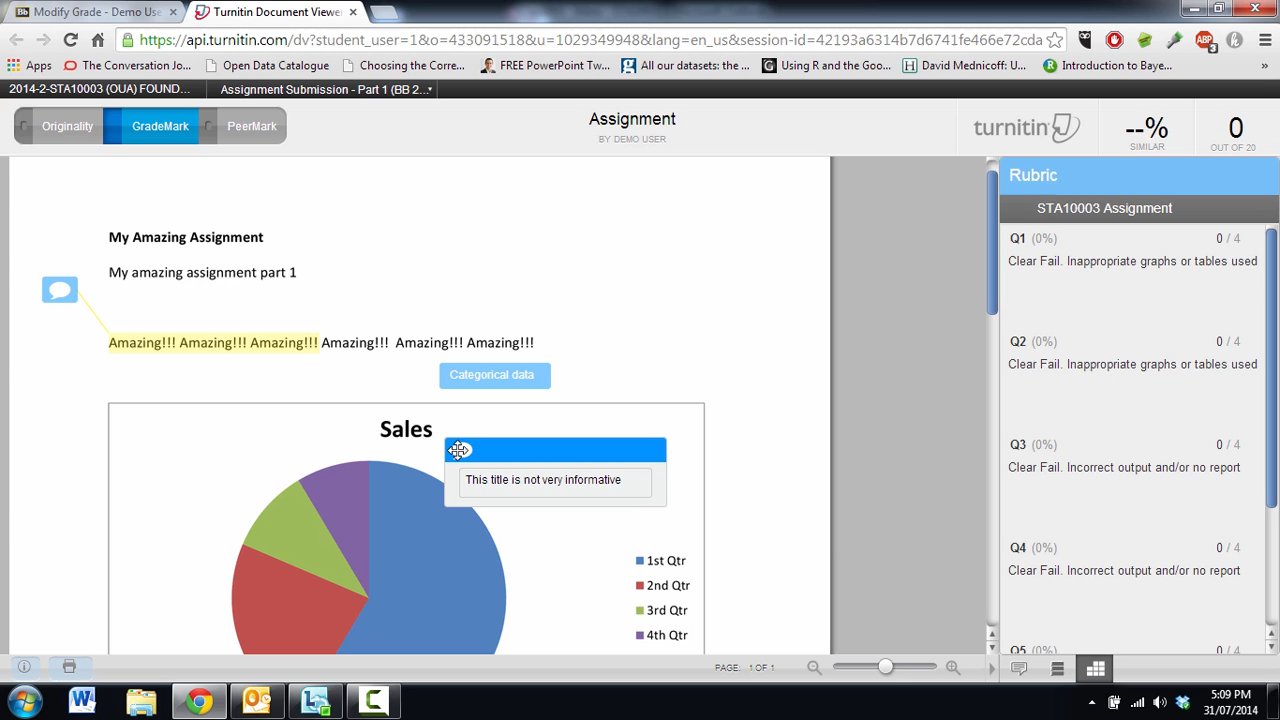 Bb Modify Grade - Demo Use
Turnitin Document Viewer
https://api.turnitin.com/dv?student_user=1&o=433091518&u=1029349948&lang=en_us&session-id=42193a6314b7d6741fe466e72cda
ABP
3
Apps
The Conversation Jo...
Open Data Catalogue
Choosing the Corre...
FREE PowerPoint Tw...
g All our datasets: the ...
G Using R and the Goo...
H David Mednicoff: U...
R Introduction to Baye...
»
2014-2-STA10003 (OUA) FOUND...
Assignment Submission - Part 1 (BB 2...
Originality
GradeMark
PeerMark
Assignment
BY DEMO USER
turnitin
--%
SIMILAR
0
OUT OF 20
My Amazing Assignment
My amazing assignment part 1
Amazing!!! Amazing!!! Amazing!!! Amazing!!!  Amazing!!! Amazing!!!
Categorical data
Sales
This title is not very informative
1st Qtr
2nd Qtr
3rd Qtr
4th Qtr
Rubric
STA10003 Assignment
Q1 (0%) 0 / 4
Clear Fail. Inappropriate graphs or tables used
Q2 (0%) 0 / 4
Clear Fail. Inappropriate graphs or tables used
Q3 (0%) 0 / 4
Clear Fail. Incorrect output and/or no report
Q4 (0%) 0 / 4
Clear Fail. Incorrect output and/or no report
Q5 (0%) 0 / 4
PAGE: 1 OF 1
5:09 PM
31/07/2014